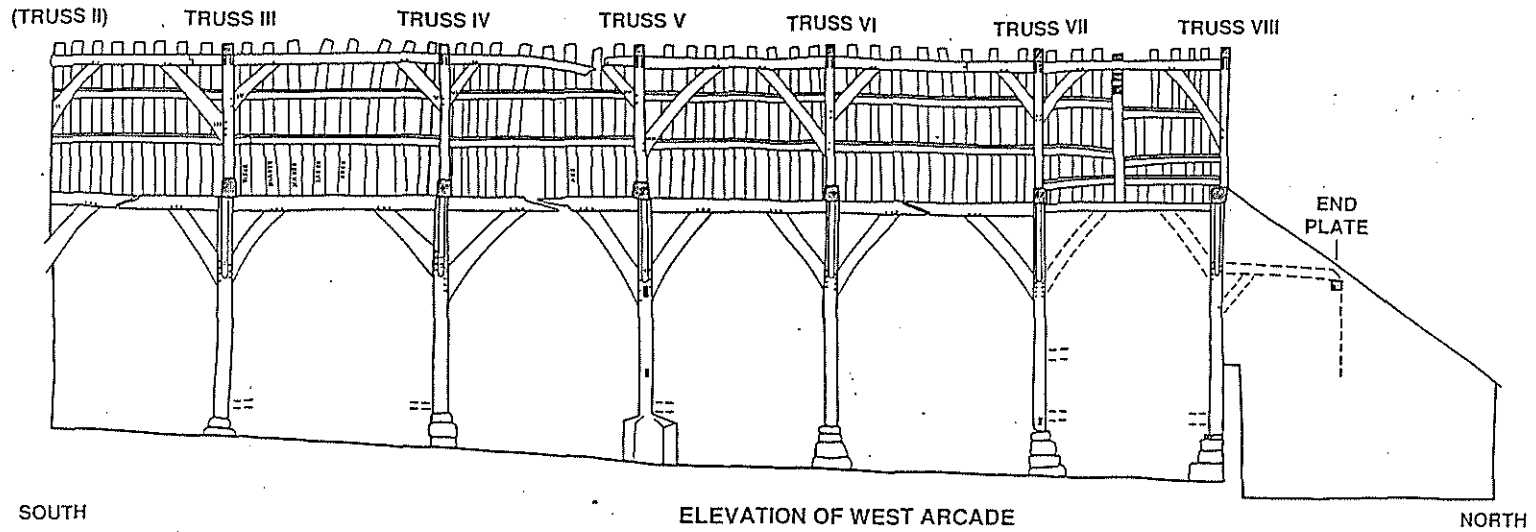 (TRUSS II)
TRUSS III
TRUSS IV
TRUSS V
TRUSS VI
TRUSS VII
TRUSS VIII
END
PLATE
SOUTH
ELEVATION OF WEST ARCADE
NORTH